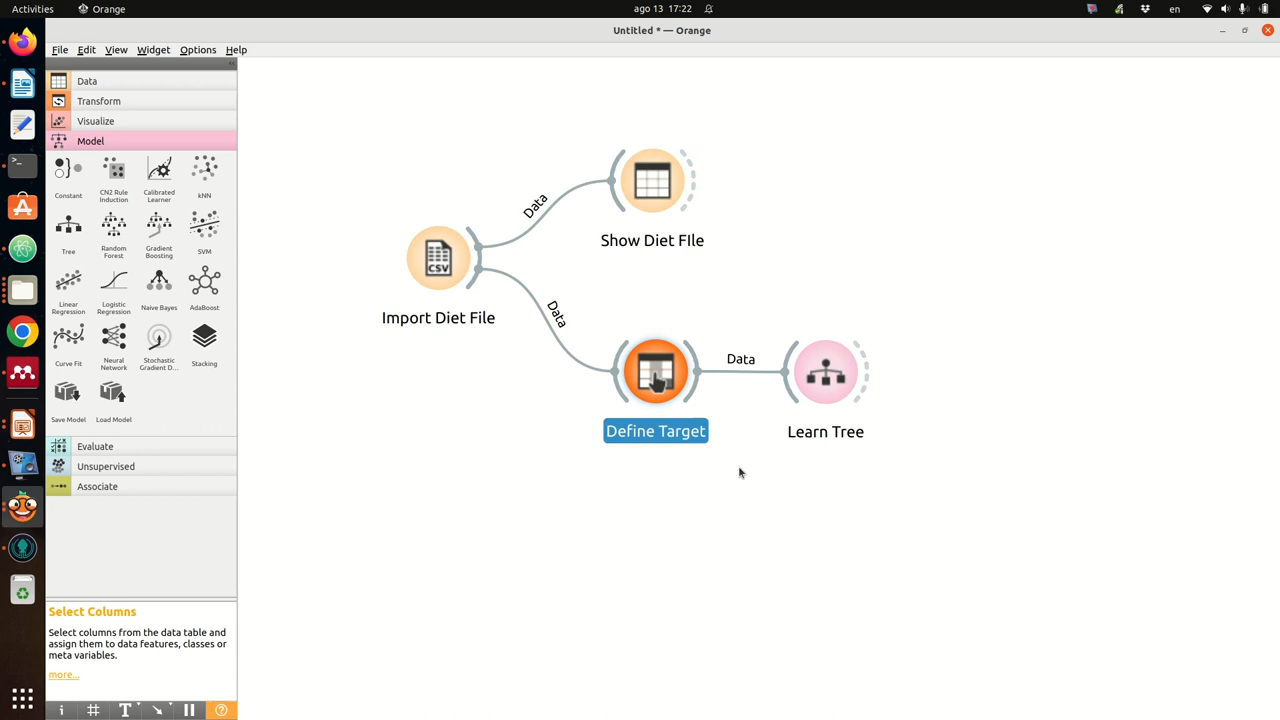 Activities
Orange
ago 13 17:22
en
Untitled * — Orange
File Edit View Widget Options Help
Data
Transform
Visualize
Model
Constant
CN2 Rule
Induction
Calibrated
Learner
kNN
Tree
Random
Forest
Gradient
Boosting
SVM
Linear
Regression
Logistic
Regression
Naive Bayes
AdaBoost
Curve Fit
Neural
Network
Stochastic
Gradient D...
Stacking
Save Model
Load Model
Evaluate
Unsupervised
Associate
Select Columns
Select columns from the data table and
assign them to data features, classes or
meta variables.
more...
Data
Show Diet FIle
CSV
Import Diet File
Data
Data
Define Target
Learn Tree